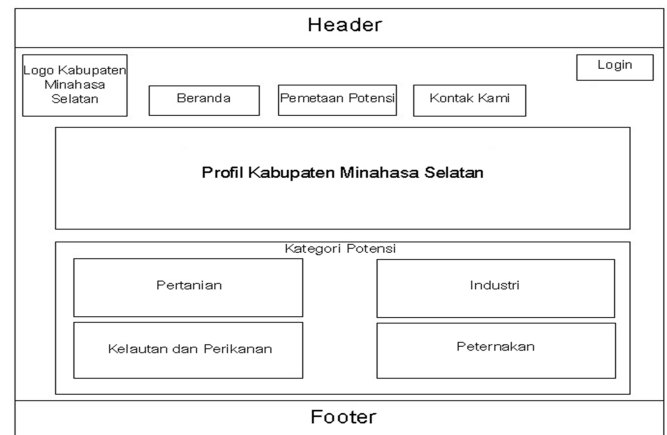 Header
Logo Kabupaten
Minahasa
Selatan
Login
Beranda
Pemetaan Potensi
Kontak Kami
Profil Kabupaten Minahasa Selatan
Kategori Potensi
Pertanian
Industri
Kelautan dan Perikanan
Peternakan
Footer